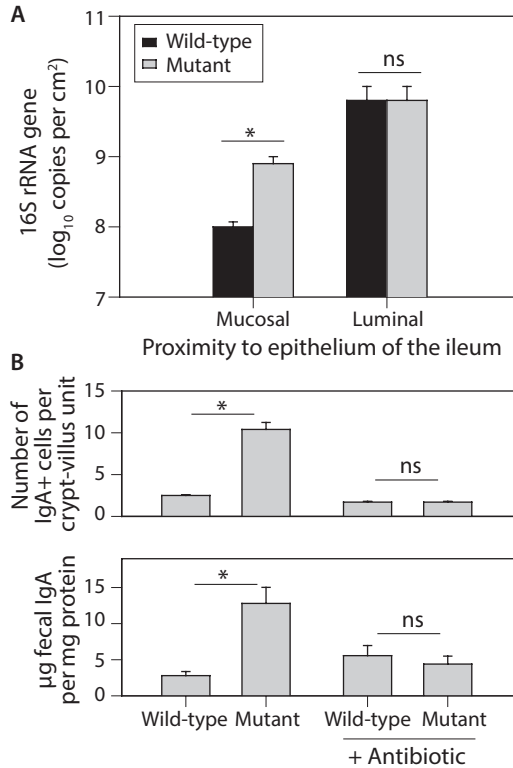 A
Wild-type
Mutant
16S rRNA gene
(log₁₀ copies per cm²)
10
9
8
7
*
ns
Mucosal
Luminal
Proximity to epithelium of the ileum
B
Number of
IgA+ cells per
crypt-villus unit
15
10
5
0
*
ns
µg fecal IgA
per mg protein
15
10
5
0
*
ns
Wild-type Mutant Wild-type Mutant
+ Antibiotic